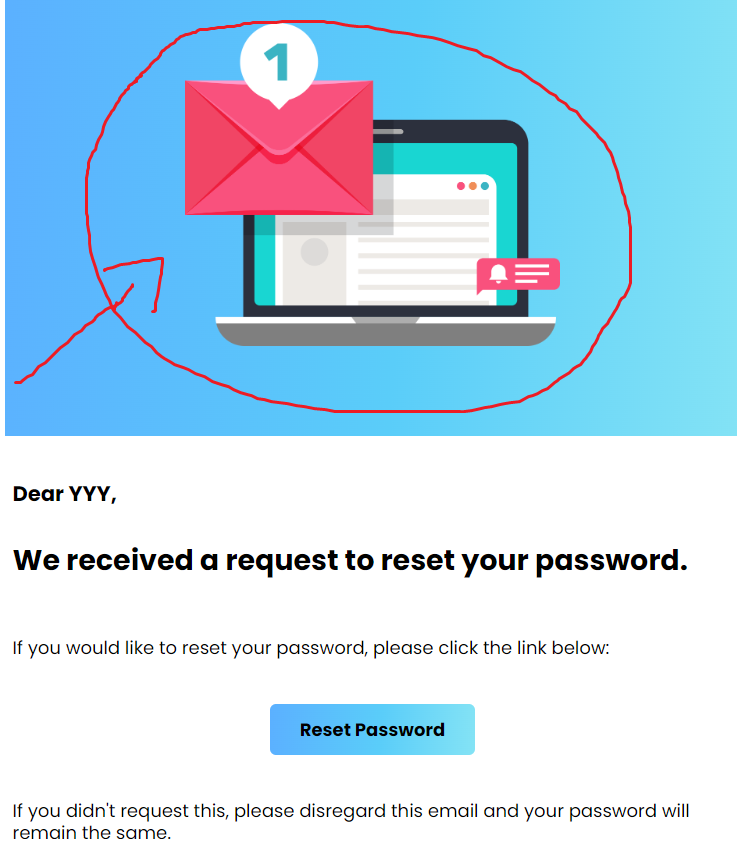 1
Dear YYY,
We received a request to reset your password.
If you would like to reset your password, please click the link below:
Reset Password
If you didn't request this, please disregard this email and your password will
remain the same.